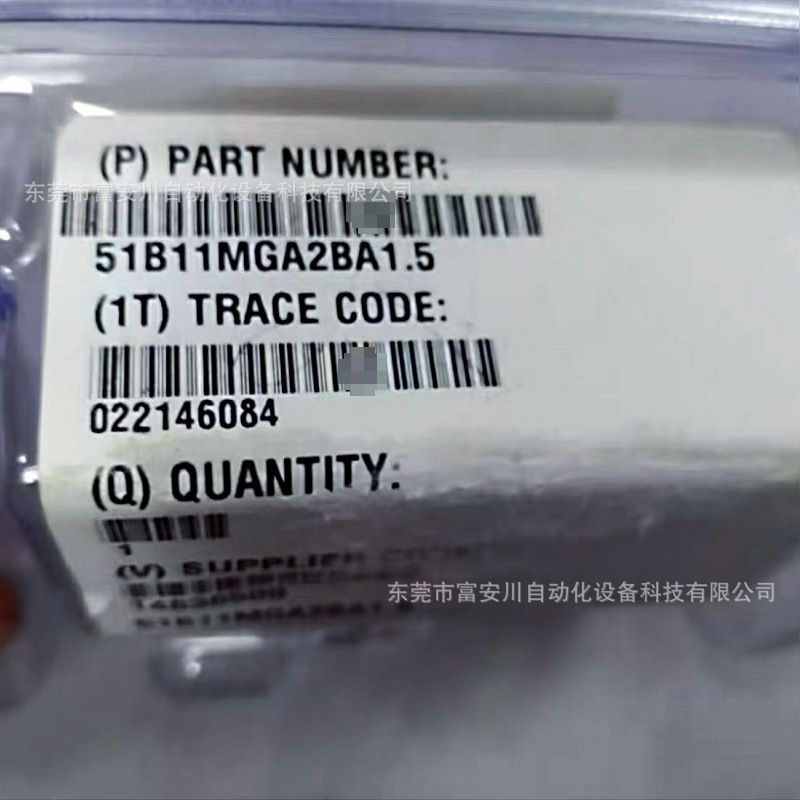 (P) PART NUMBER:
东莞市富安川自动化设备科技有限公司
51B11MGA2BA1.5
(1T) TRACE CODE:
022146084
(Q) QUANTITY:
1
(V) SUPPLIER
东莞市富安川自动化设备科技有限公司
51B11MGA2BA1